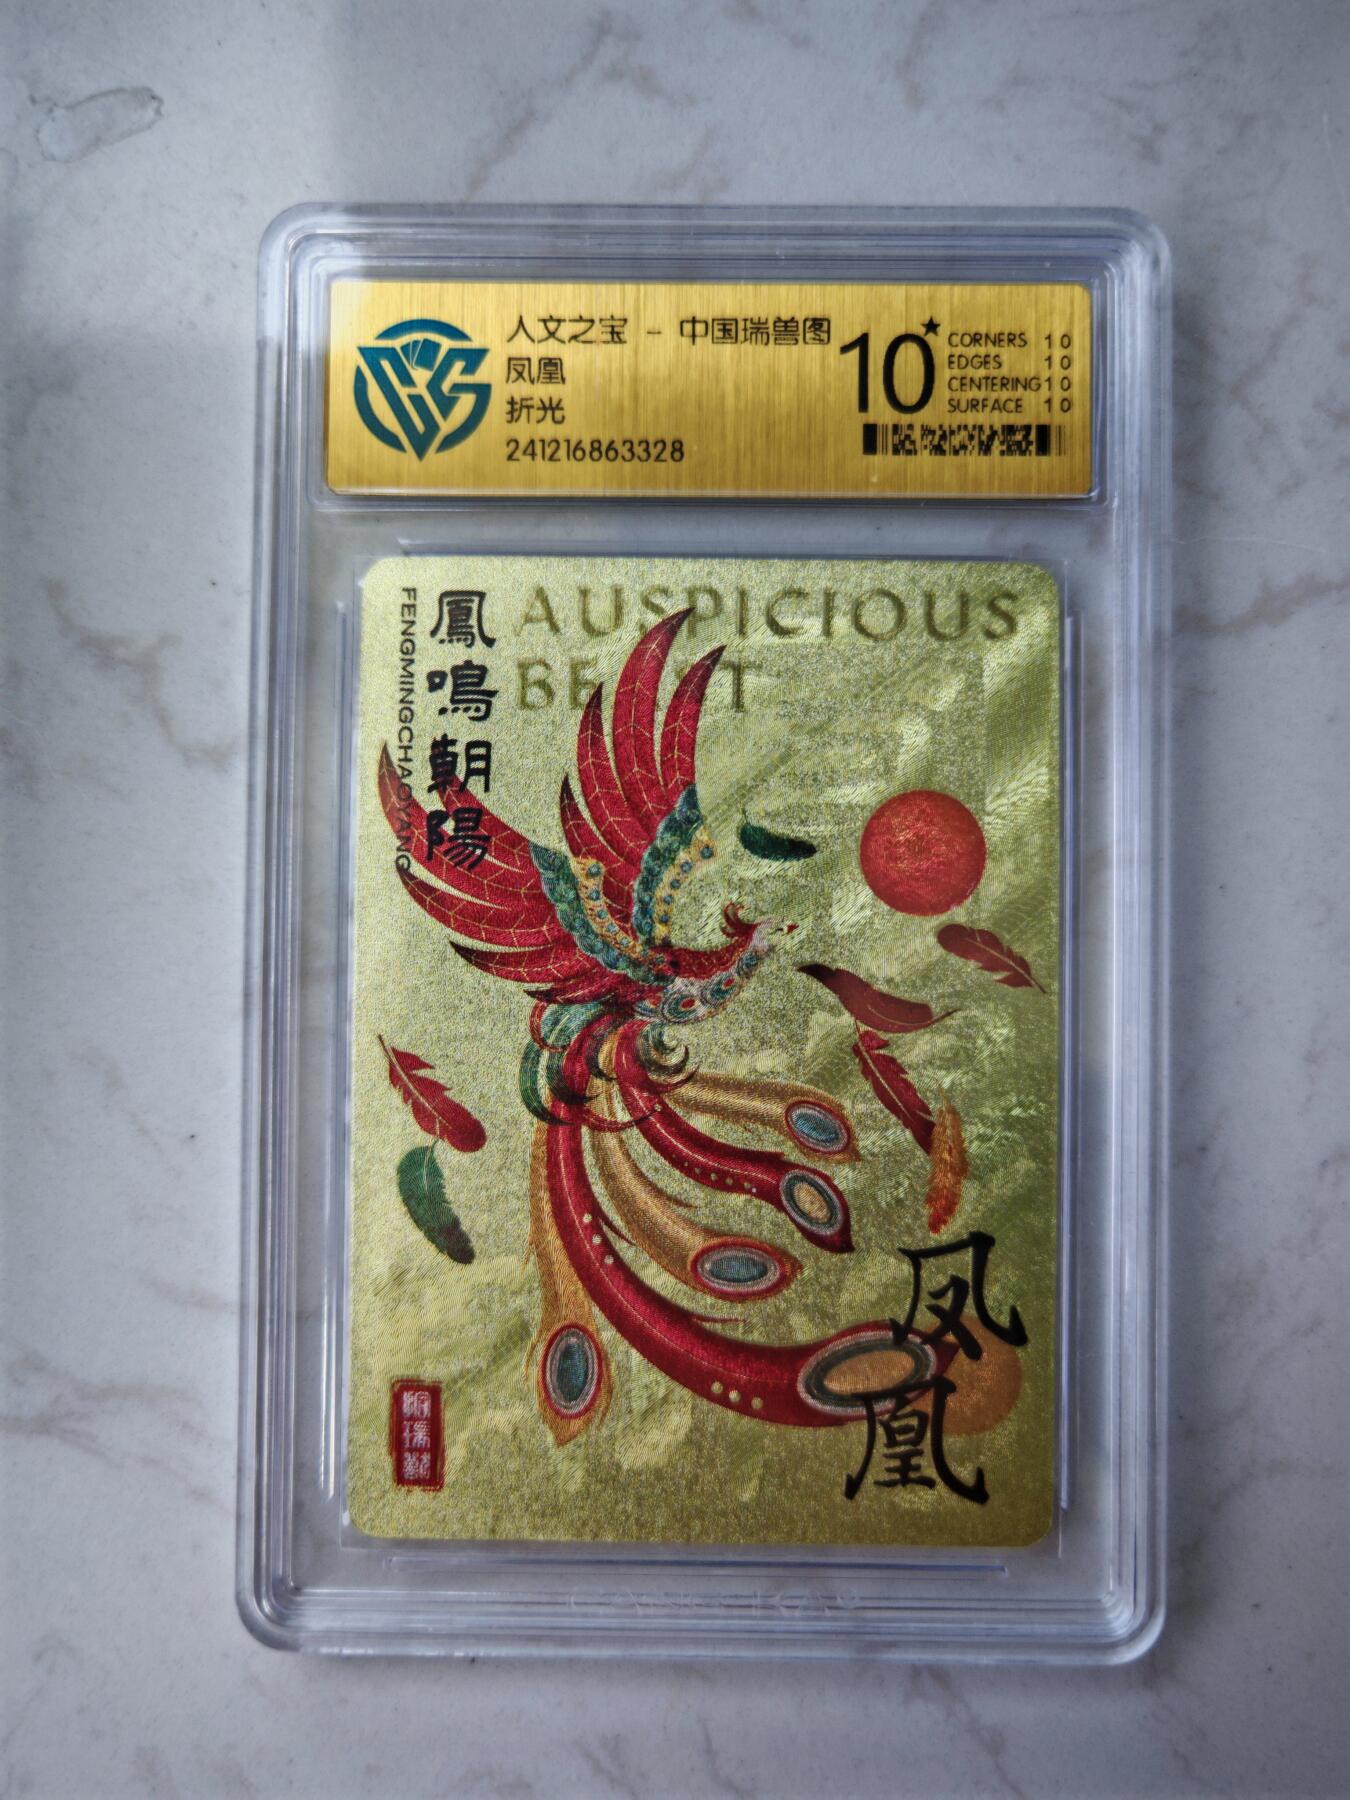 人文之宝 - 中国瑞兽图
凤凰
折光
241216863328
10★
CORNERS 10
EDGES 10
CENTERING 10
SURFACE 10
鳳鳴朝陽
FENGMINGCHAOYANG
AUSPICIOUS
凤凰